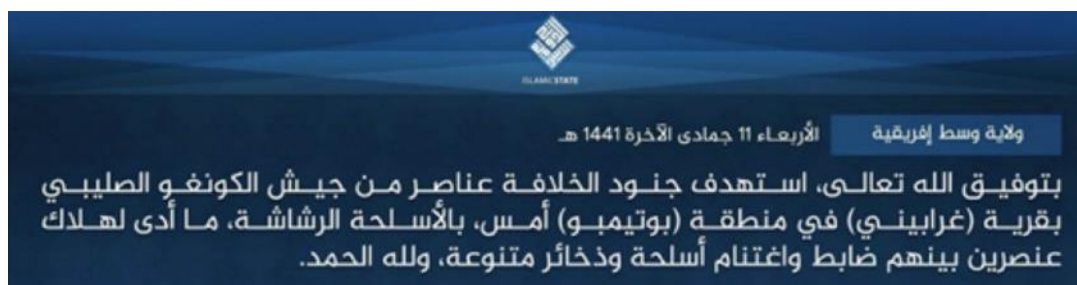 ISLAMIC STATE
ولاية وسط إفريقية الأربعاء 11 جمادى الآخرة 1441 هـ
بتوفيق الله تعالى، استهدف جنود الخلافة عناصر من جيش الكونغو الصليبي
بقرية (غرابيني) في منطقة (بوتيمبو) أمس، بالأسلحة الرشاشة، ما أدى لهلاك
عنصرين بينهم ضابط واغتنام أسلحة وذخائر متنوعة، ولله الحمد.